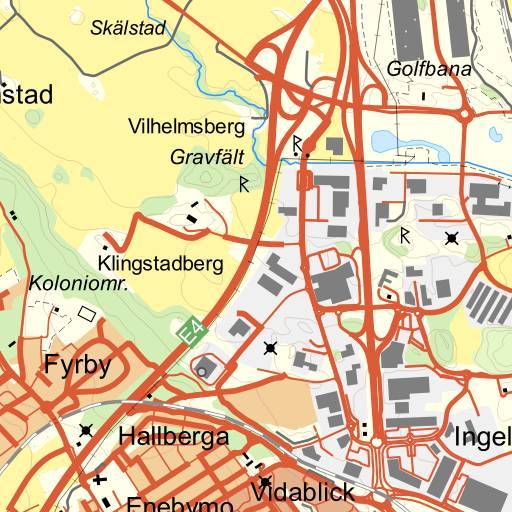 Skälstad
Golfbana
stad
Vilhelmsberg
Gravfält
Klingstadberg
Koloniomr.
E4
Fyrby
Hallberga
Ingel
Vidablick
Enebymo